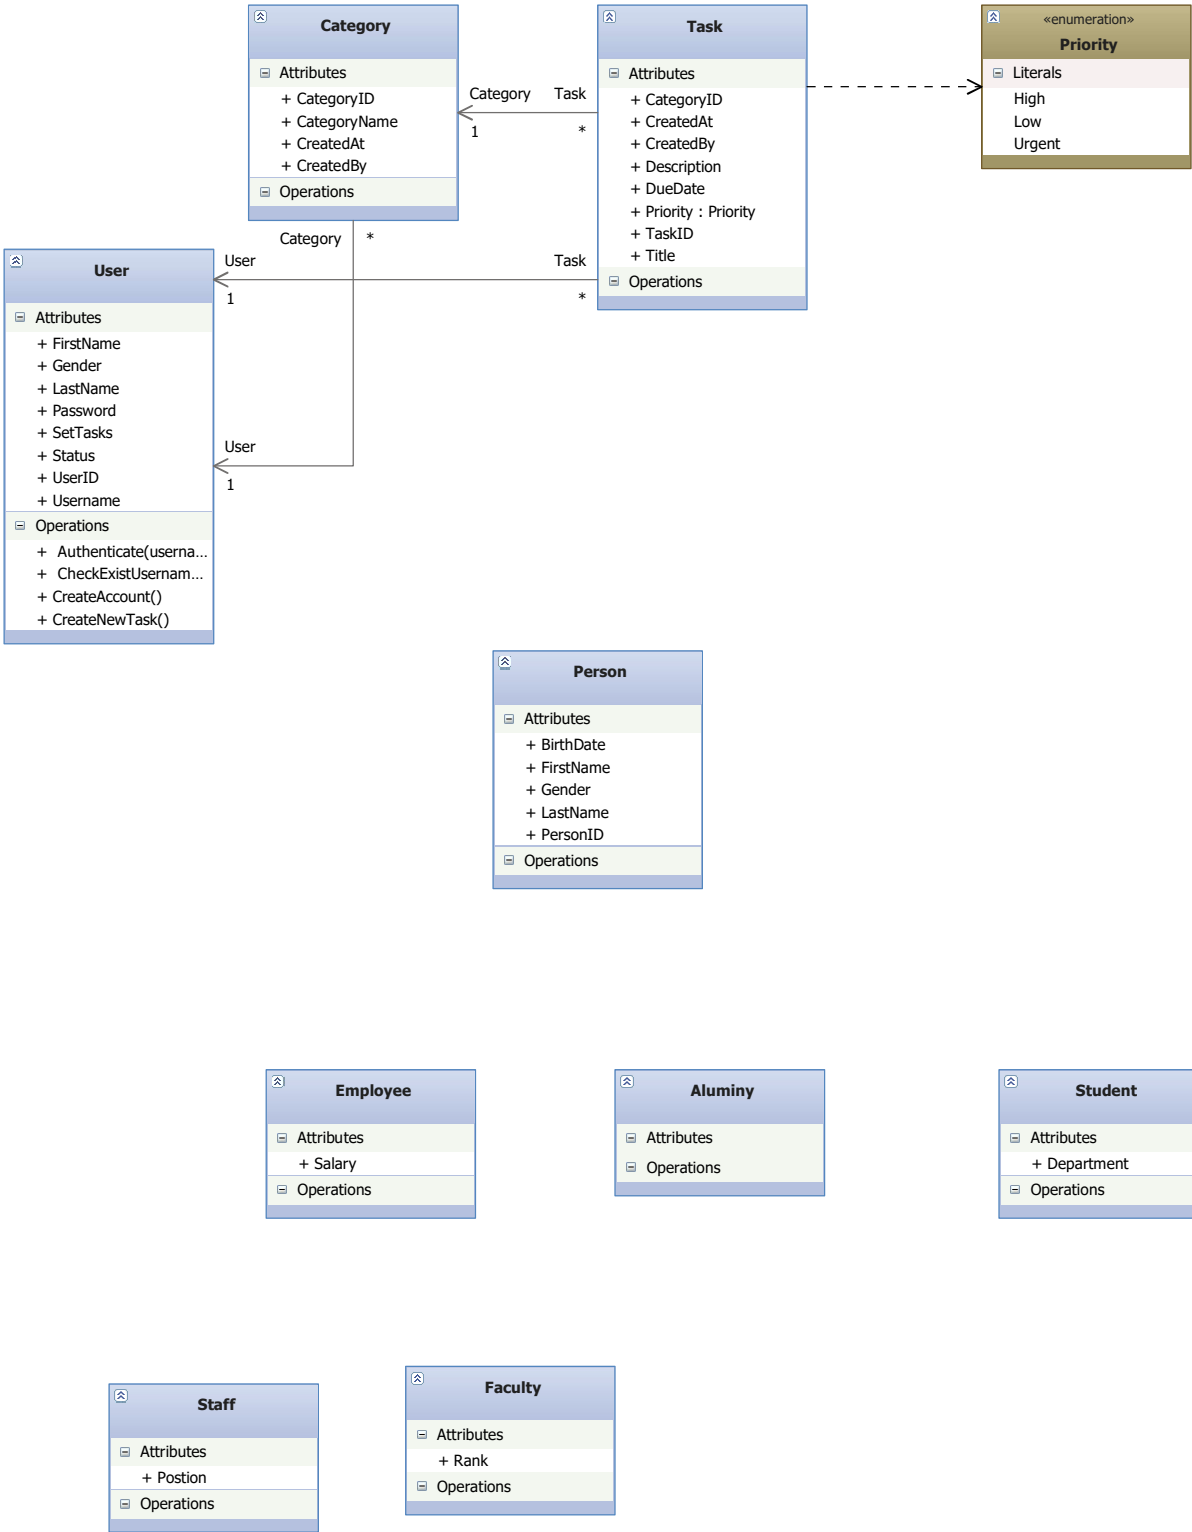 Category
Attributes
+ CategoryID
+ CategoryName
+ CreatedAt
+ CreatedBy
Operations
Task
Attributes
+ CategoryID
+ CreatedAt
+ CreatedBy
+ Description
+ DueDate
+ Priority : Priority
+ TaskID
+ Title
Operations
«enumeration»
Priority
Literals
High
Low
Urgent
Category Task
1 *
Category *
User Task
1 *
User
1
User
Attributes
+ FirstName
+ Gender
+ LastName
+ Password
+ SetTasks
+ Status
+ UserID
+ Username
Operations
+ Authenticate(userna...
+ CheckExistUsernam...
+ CreateAccount()
+ CreateNewTask()
Person
Attributes
+ BirthDate
+ FirstName
+ Gender
+ LastName
+ PersonID
Operations
Employee
Attributes
+ Salary
Operations
Aluminy
Attributes
Operations
Student
Attributes
+ Department
Operations
Staff
Attributes
+ Postion
Operations
Faculty
Attributes
+ Rank
Operations